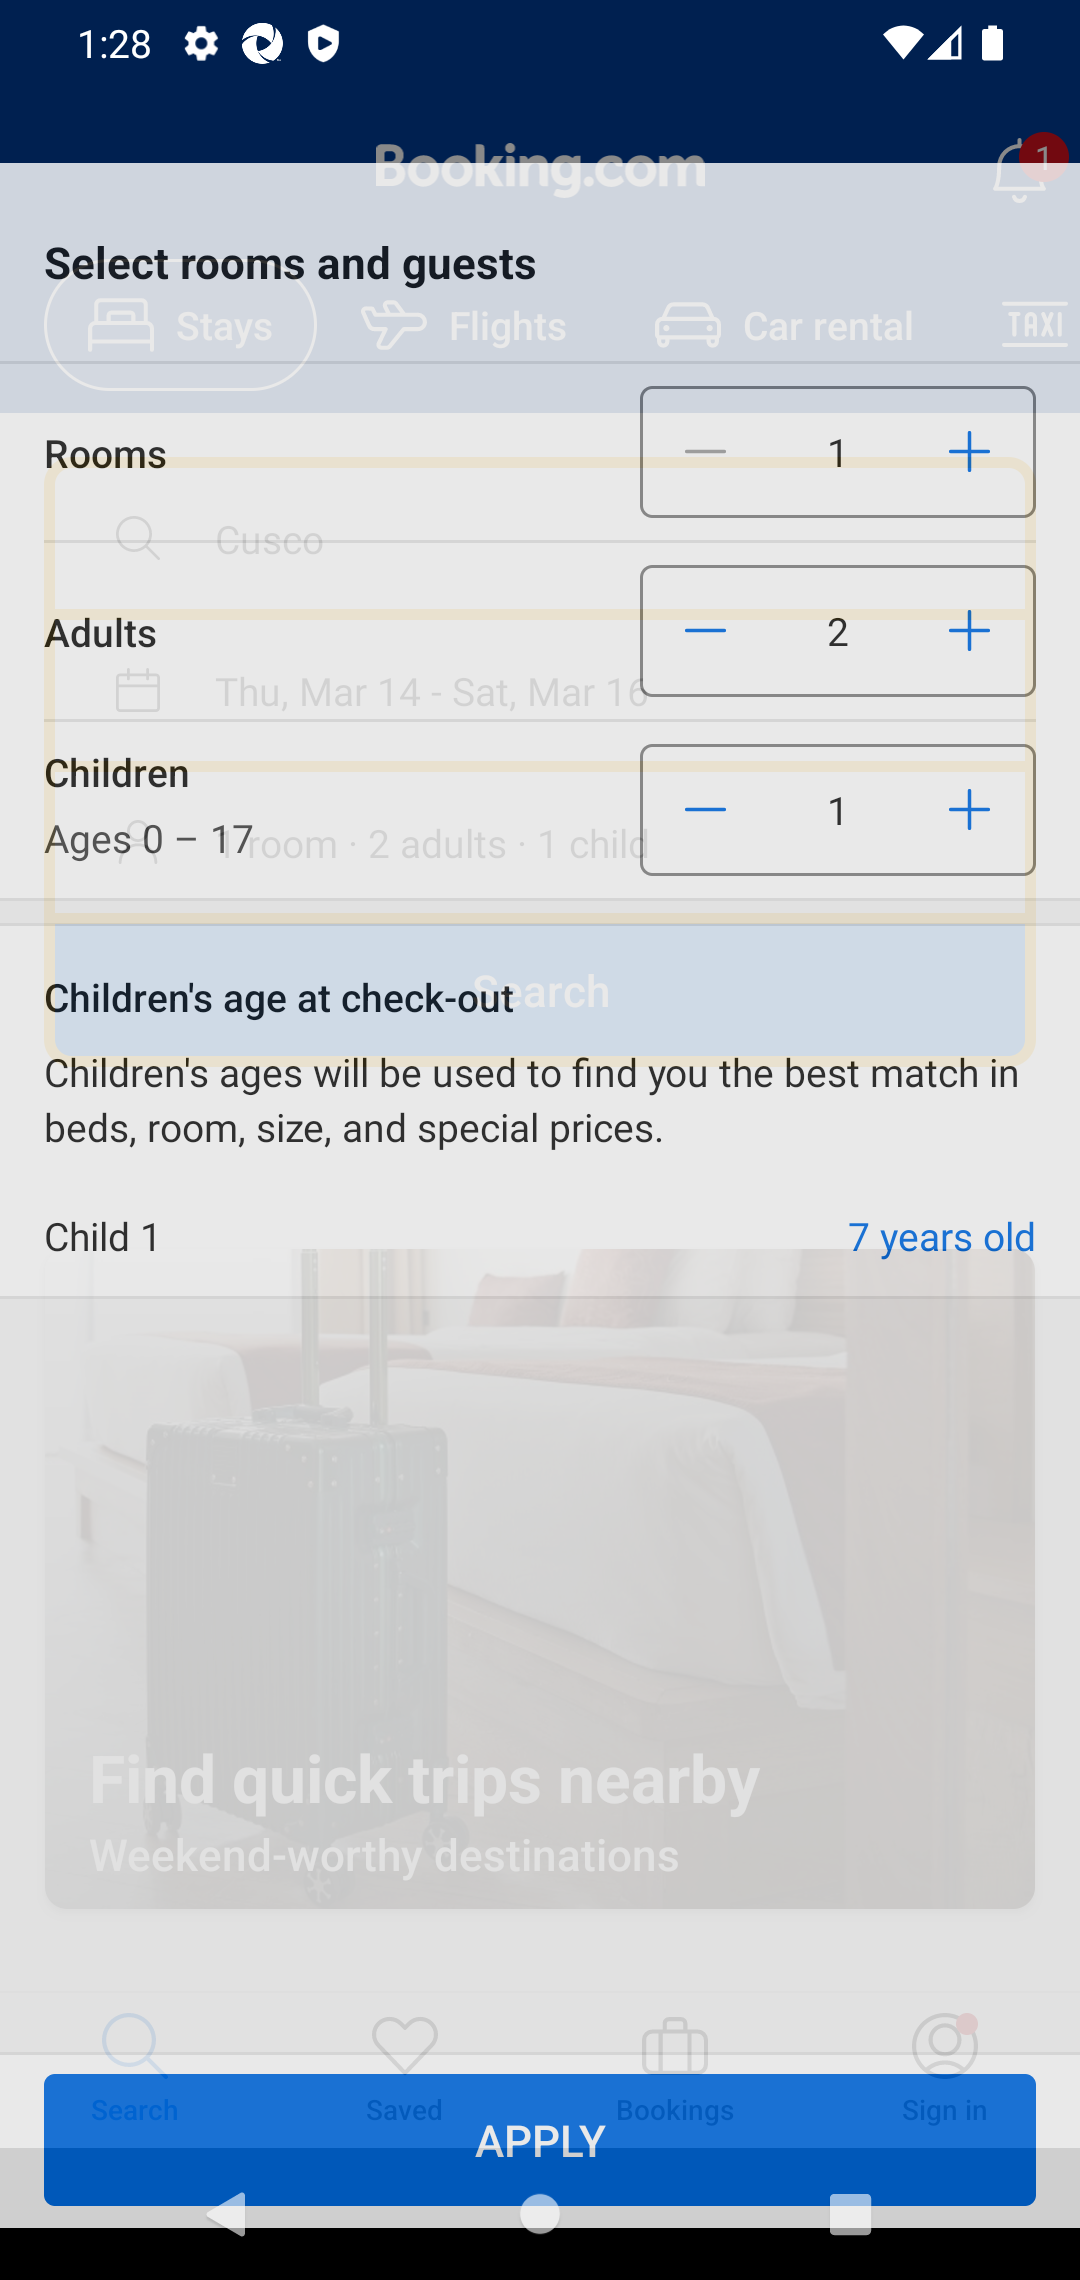 1:28
Booking.com
1
Select rooms and guests
Stays
Flights
Car rental
TAXI
Rooms
1
Cusco
Adults
2
Thu, Mar 14 - Sat, Mar 16
Children
1
Ages 0 – 17
1 room · 2 adults · 1 child
Search
Children's age at check-out
Children's ages will be used to find you the best match in
beds, room, size, and special prices.
Child 1
7 years old
Find quick trips nearby
Weekend-worthy destinations
Search
Saved
Bookings
Sign in
APPLY